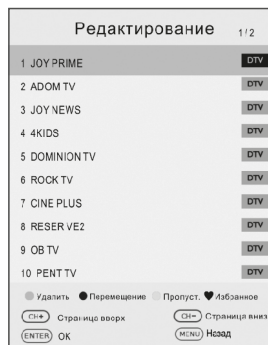 Редактирование 1/2
1 JOY PRIME DTV
2 ADOM TV DTV
3 JOY NEWS DTV
4 4KIDS DTV
5 DOMINION TV DTV
6 ROCK TV DTV
7 CINE PLUS DTV
8 RESERVE2 DTV
9 OB TV DTV
10 PENT TV DTV
Удалить Перемещение Пропуст. Избранное
CH+ Страница вверх CH- Страница вниз
ENTER OK MENU Назад